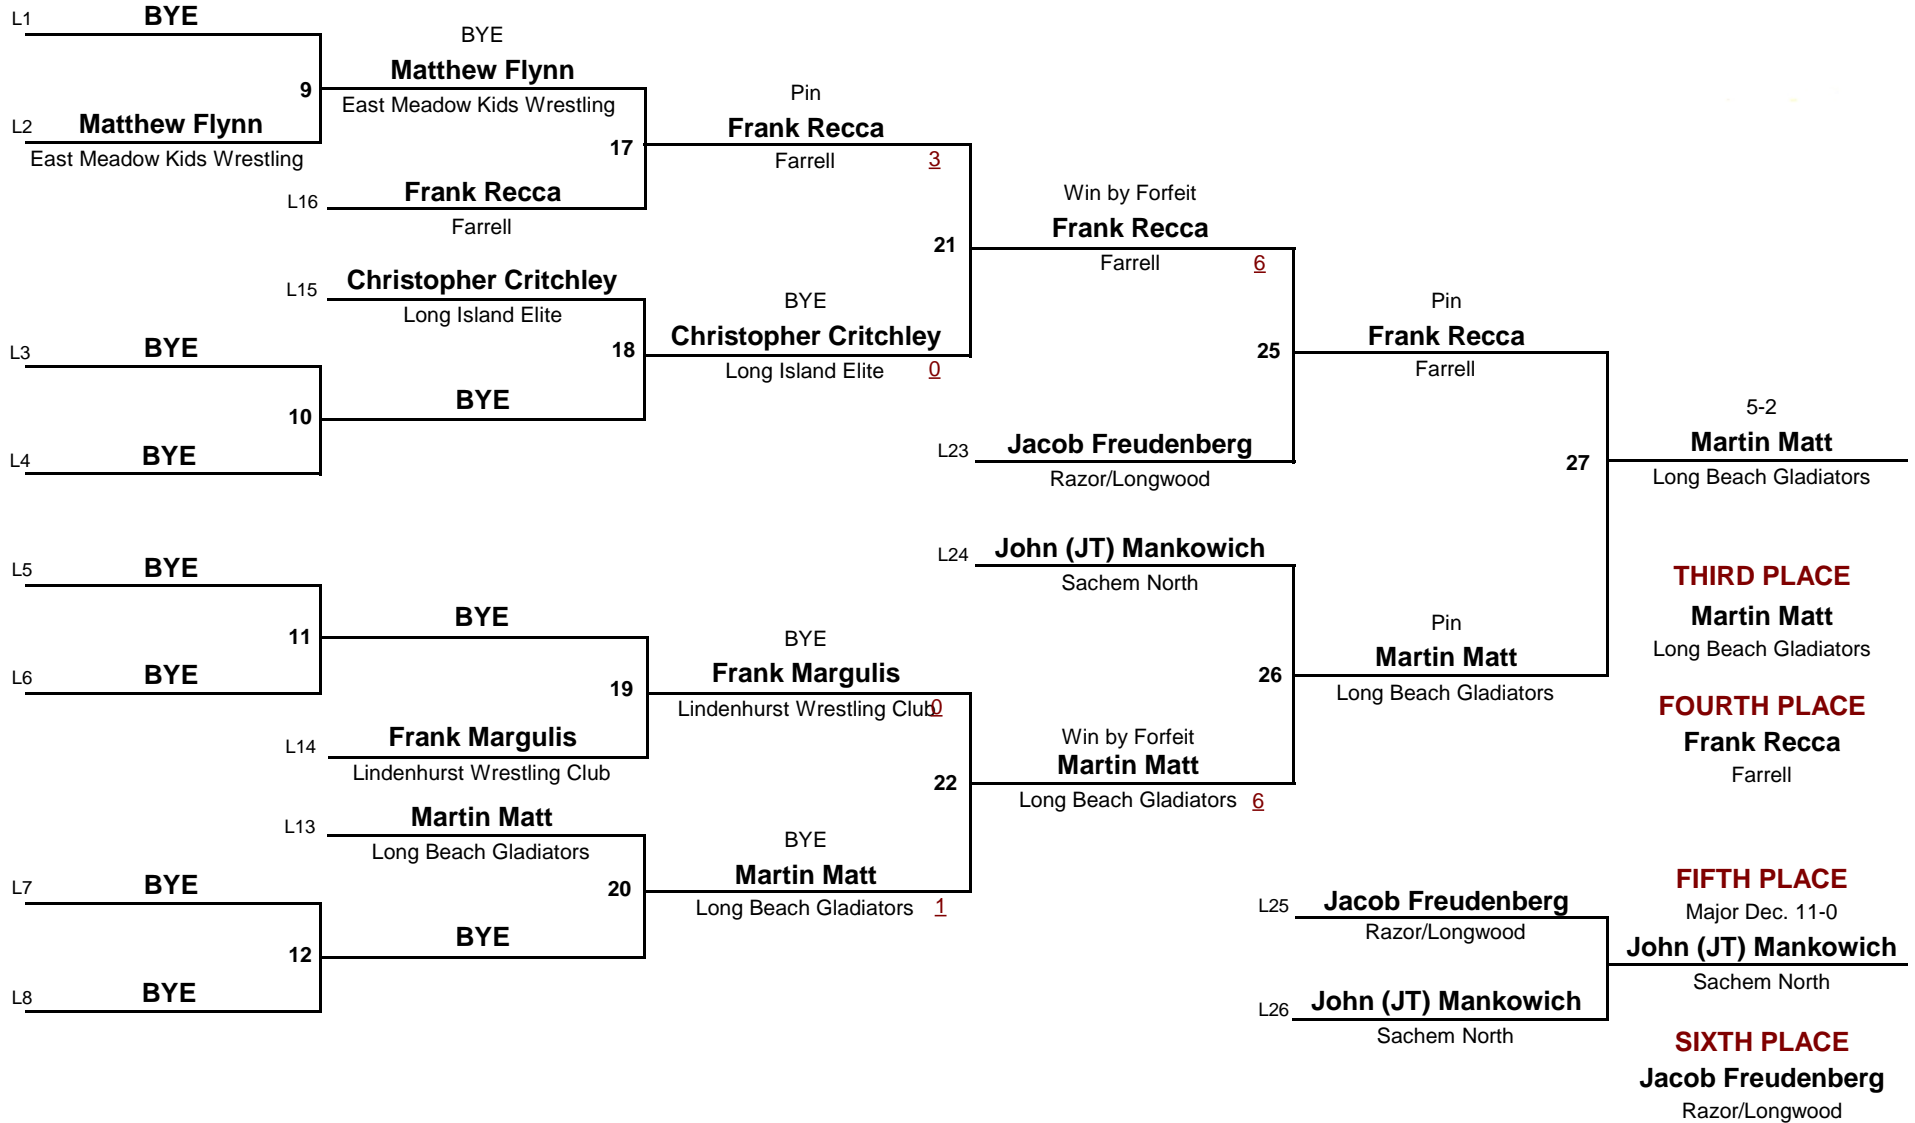 L1 BYE
BYE
Matthew Flynn
9
East Meadow Kids Wrestling
L2 Matthew Flynn
East Meadow Kids Wrestling
Pin
Frank Recca
17
Farrell 3
L16 Frank Recca
Farrell
Win by Forfeit
Frank Recca
21
Farrell 6
L15 Christopher Critchley
Long Island Elite
BYE
Christopher Critchley
18
Long Island Elite 0
L3 BYE
10 BYE
L4 BYE
Pin
Frank Recca
25
Farrell
L23 Jacob Freudenberg
Razor/Longwood
5-2
Martin Matt
27
Long Beach Gladiators
L24 John (JT) Mankowich
Sachem North
L5 BYE
11 BYE
L6 BYE
BYE
Frank Margulis
19
Lindenhurst Wrestling Club 0
L14 Frank Margulis
Lindenhurst Wrestling Club
Pin
Martin Matt
26
Long Beach Gladiators
THIRD PLACE
Martin Matt
Long Beach Gladiators
FOURTH PLACE
Frank Recca
Farrell
Win by Forfeit
Martin Matt
22
Long Beach Gladiators 6
L13 Martin Matt
Long Beach Gladiators
BYE
Martin Matt
20
Long Beach Gladiators 1
L7 BYE
12 BYE
L8 BYE
L25 Jacob Freudenberg
Razor/Longwood
FIFTH PLACE
Major Dec. 11-0
John (JT) Mankowich
Sachem North
L26 John (JT) Mankowich
Sachem North
SIXTH PLACE
Jacob Freudenberg
Razor/Longwood